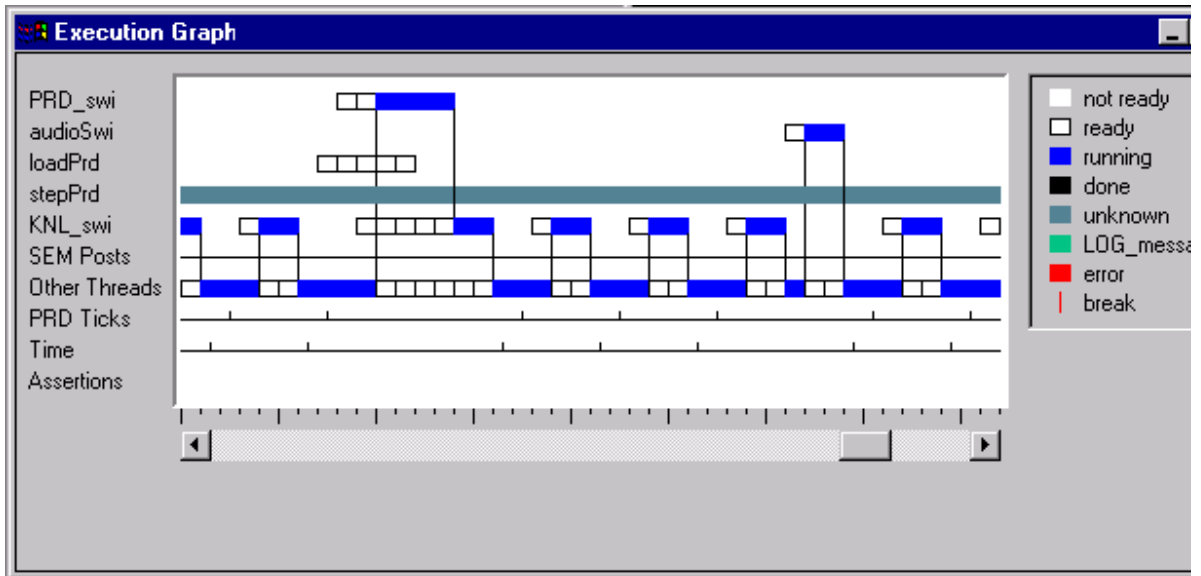 Execution Graph
PRD_swi
audioSwi
loadPrd
stepPrd
KNL_swi
SEM Posts
Other Threads
PRD Ticks
Time
Assertions
not ready
ready
running
done
unknown
LOG_messa
error
break